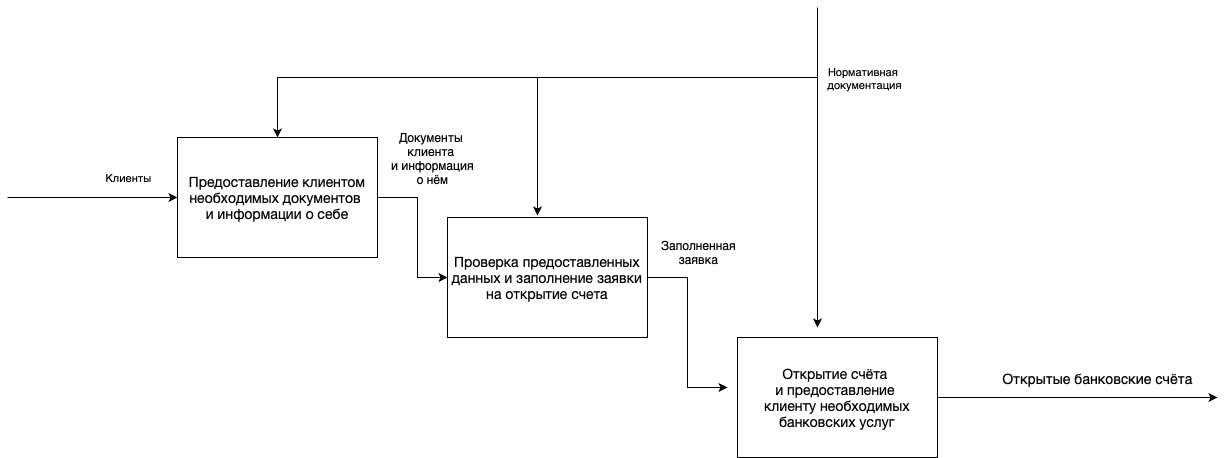 Нормативная
документация
Документы
клиента
и информация
о нём
Клиенты
Предоставление клиентом
необходимых документов
и информации о себе
Заполненная
заявка
Проверка предоставленных
данных и заполнение заявки
на открытие счета
Открытие счёта
и предоставление
клиенту необходимых
банковских услуг
Открытые банковские счёта